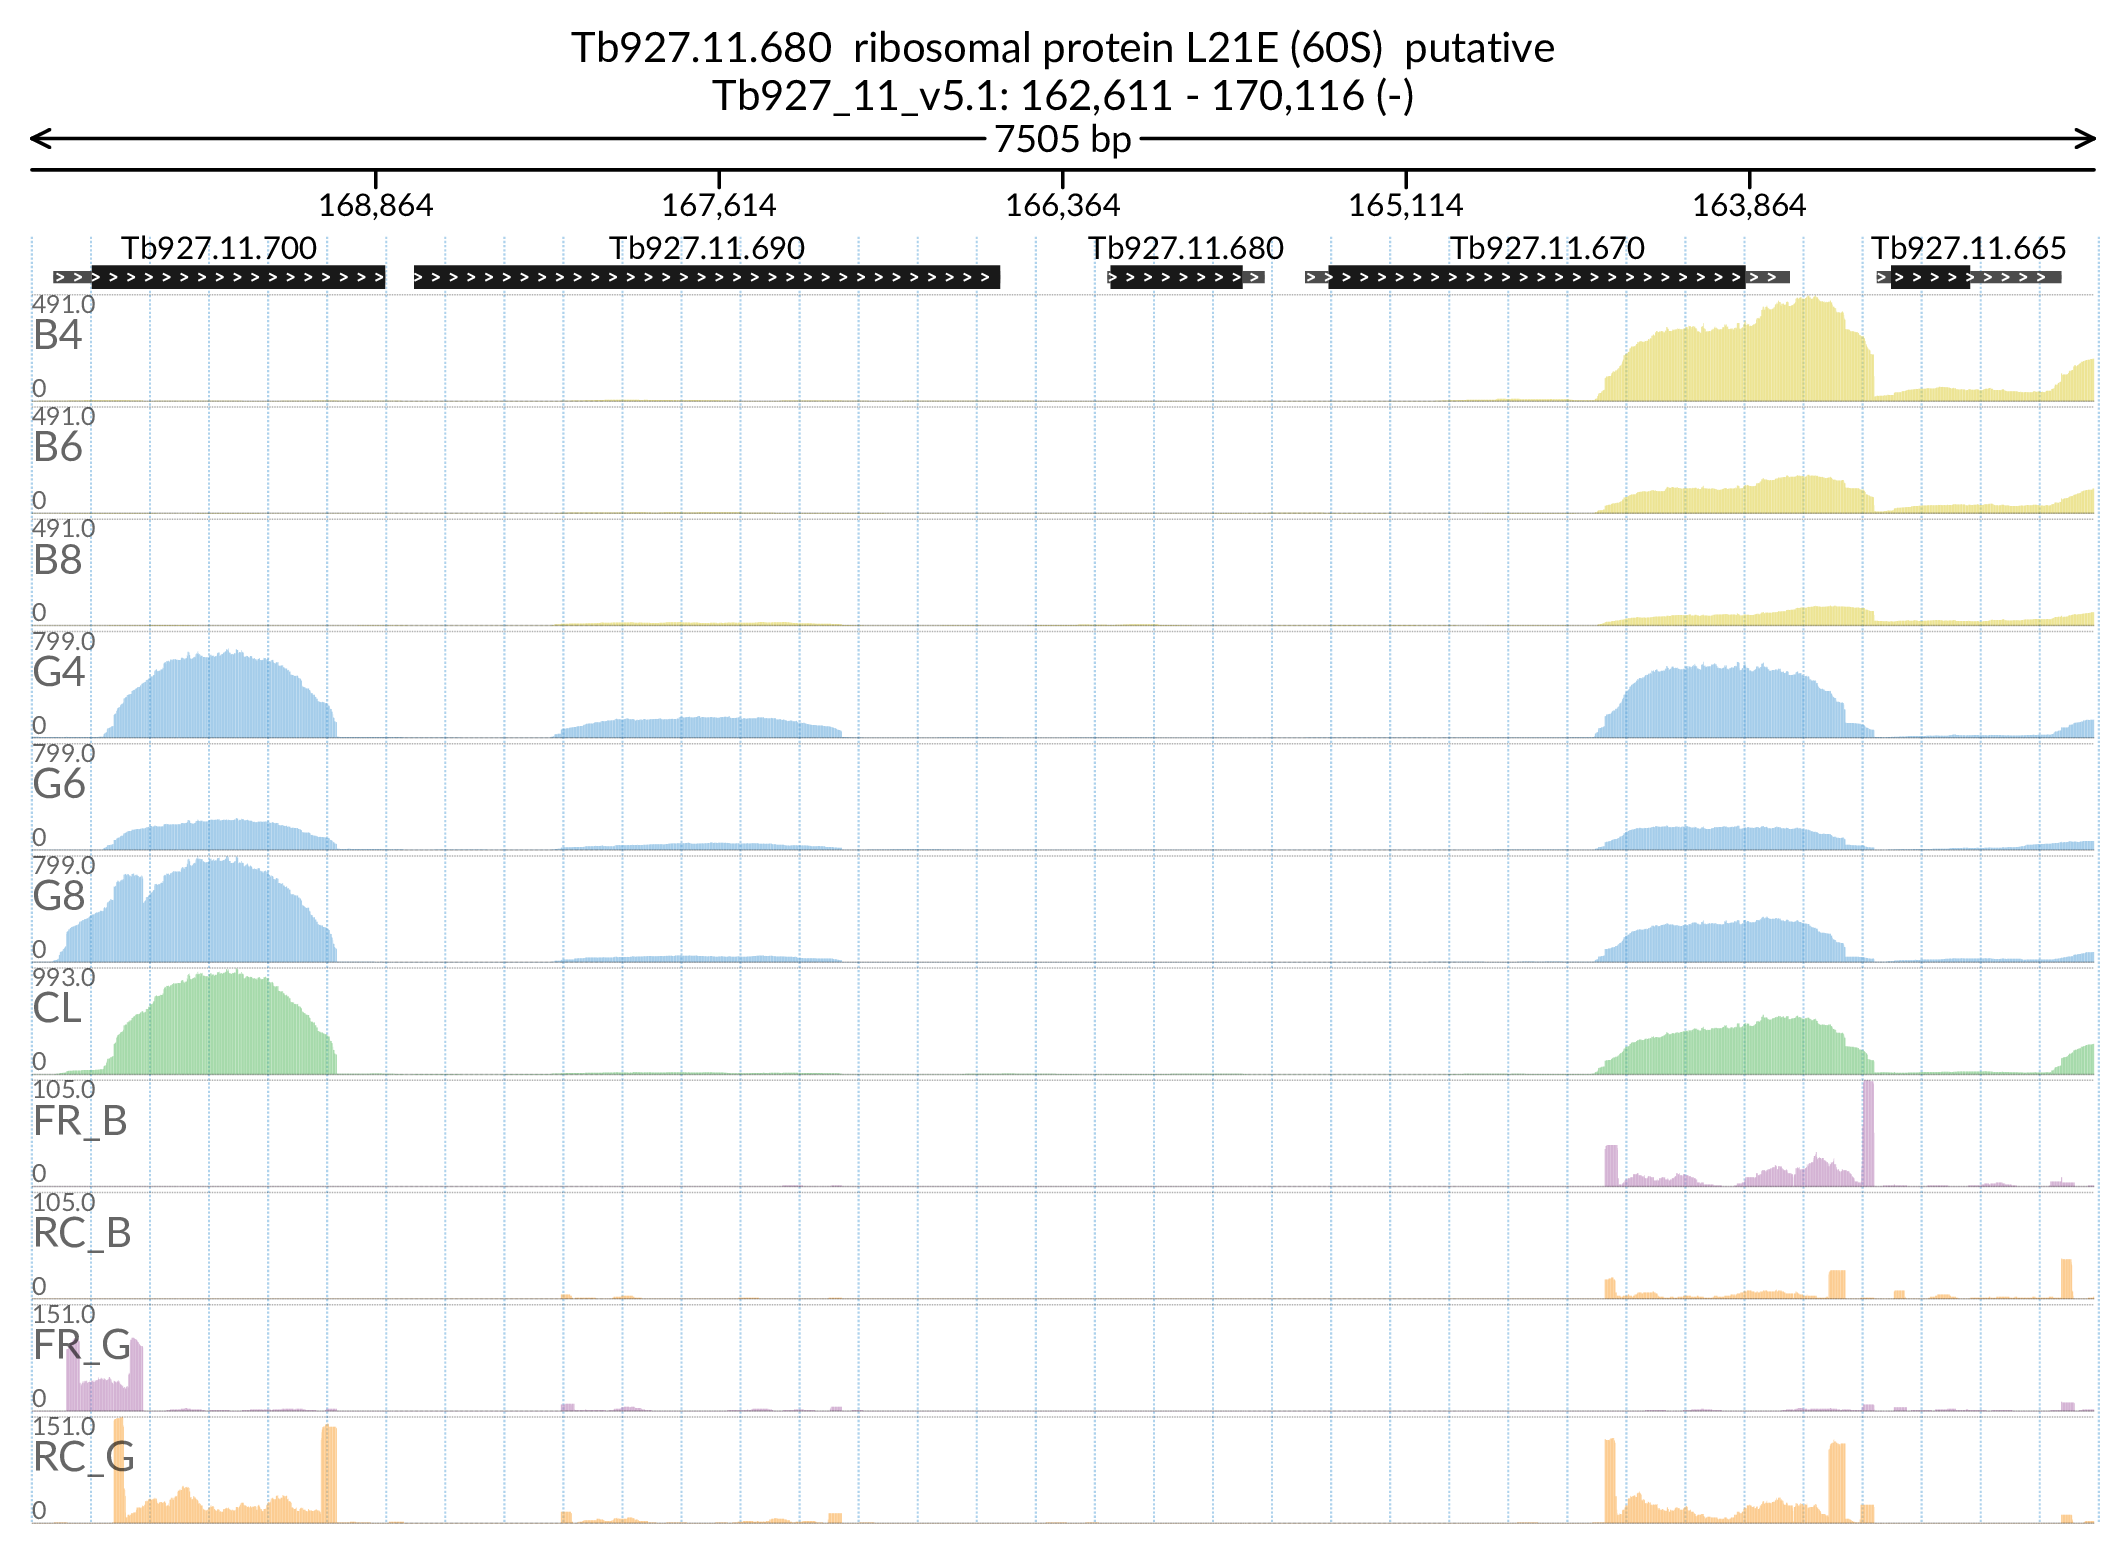 Tb927.11.680  ribosomal protein L21E (60S)  putative
Tb927_11_v5.1: 162,611 - 170,116 (-)
7505 bp
168,864 167,614 166,364 165,114 163,864
Tb927.11.700 Tb927.11.690 Tb927.11.680 Tb927.11.670 Tb927.11.665
491.0
B4
0
491.0
B6
0
491.0
B8
0
799.0
G4
0
799.0
G6
0
799.0
G8
0
993.0
CL
0
105.0
FR_B
0
105.0
RC_B
0
151.0
FR_G
0
151.0
RC_G
0